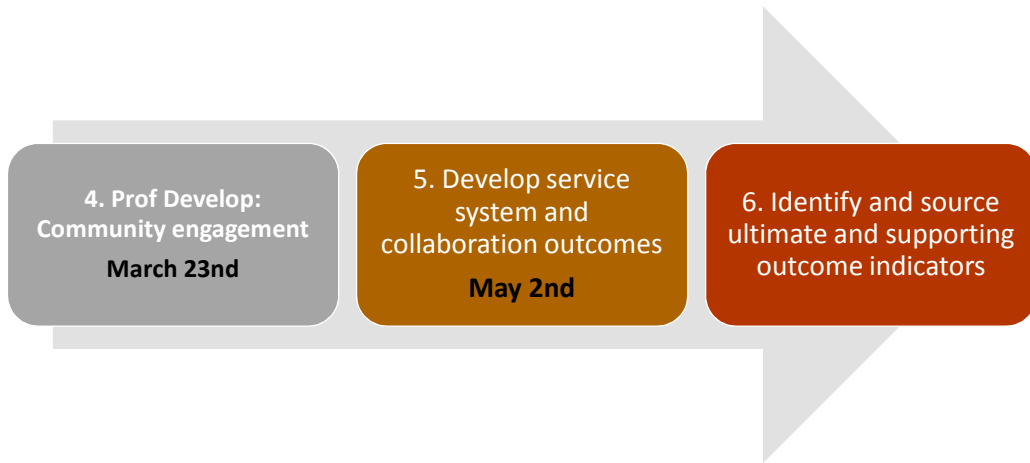 4. Prof Develop:
Community engagement
March 23nd
5. Develop service
system and
collaboration outcomes
May 2nd
6. Identify and source
ultimate and supporting
outcome indicators